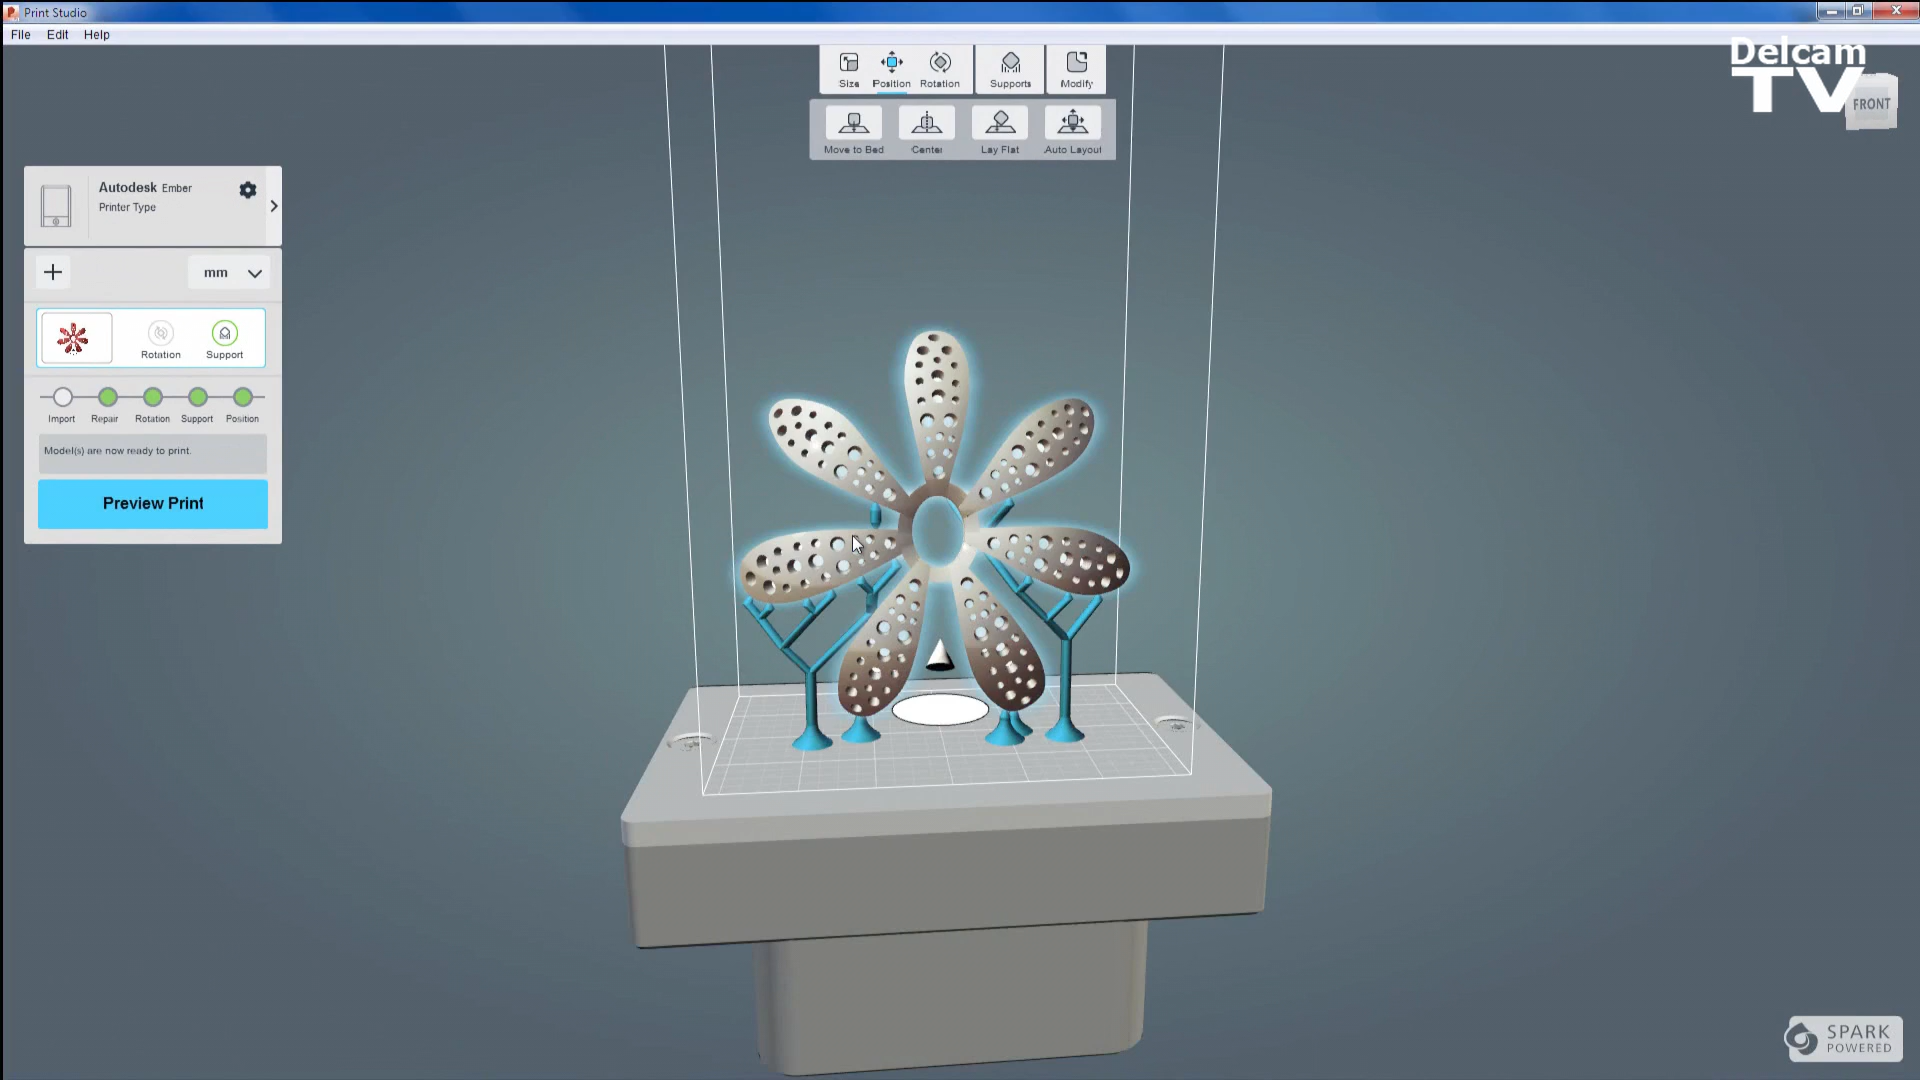 Print Studio
File Edit Help
Delcam
TV
FRONT
Size Position Rotation Supports Modify
Move to Bed Center Lay Flat Auto Layout
Autodesk Ember
Printer Type
mm
Rotation Support
Import Repair Rotation Support Position
Model(s) are now ready to print.
Preview Print
SPARK
POWERED